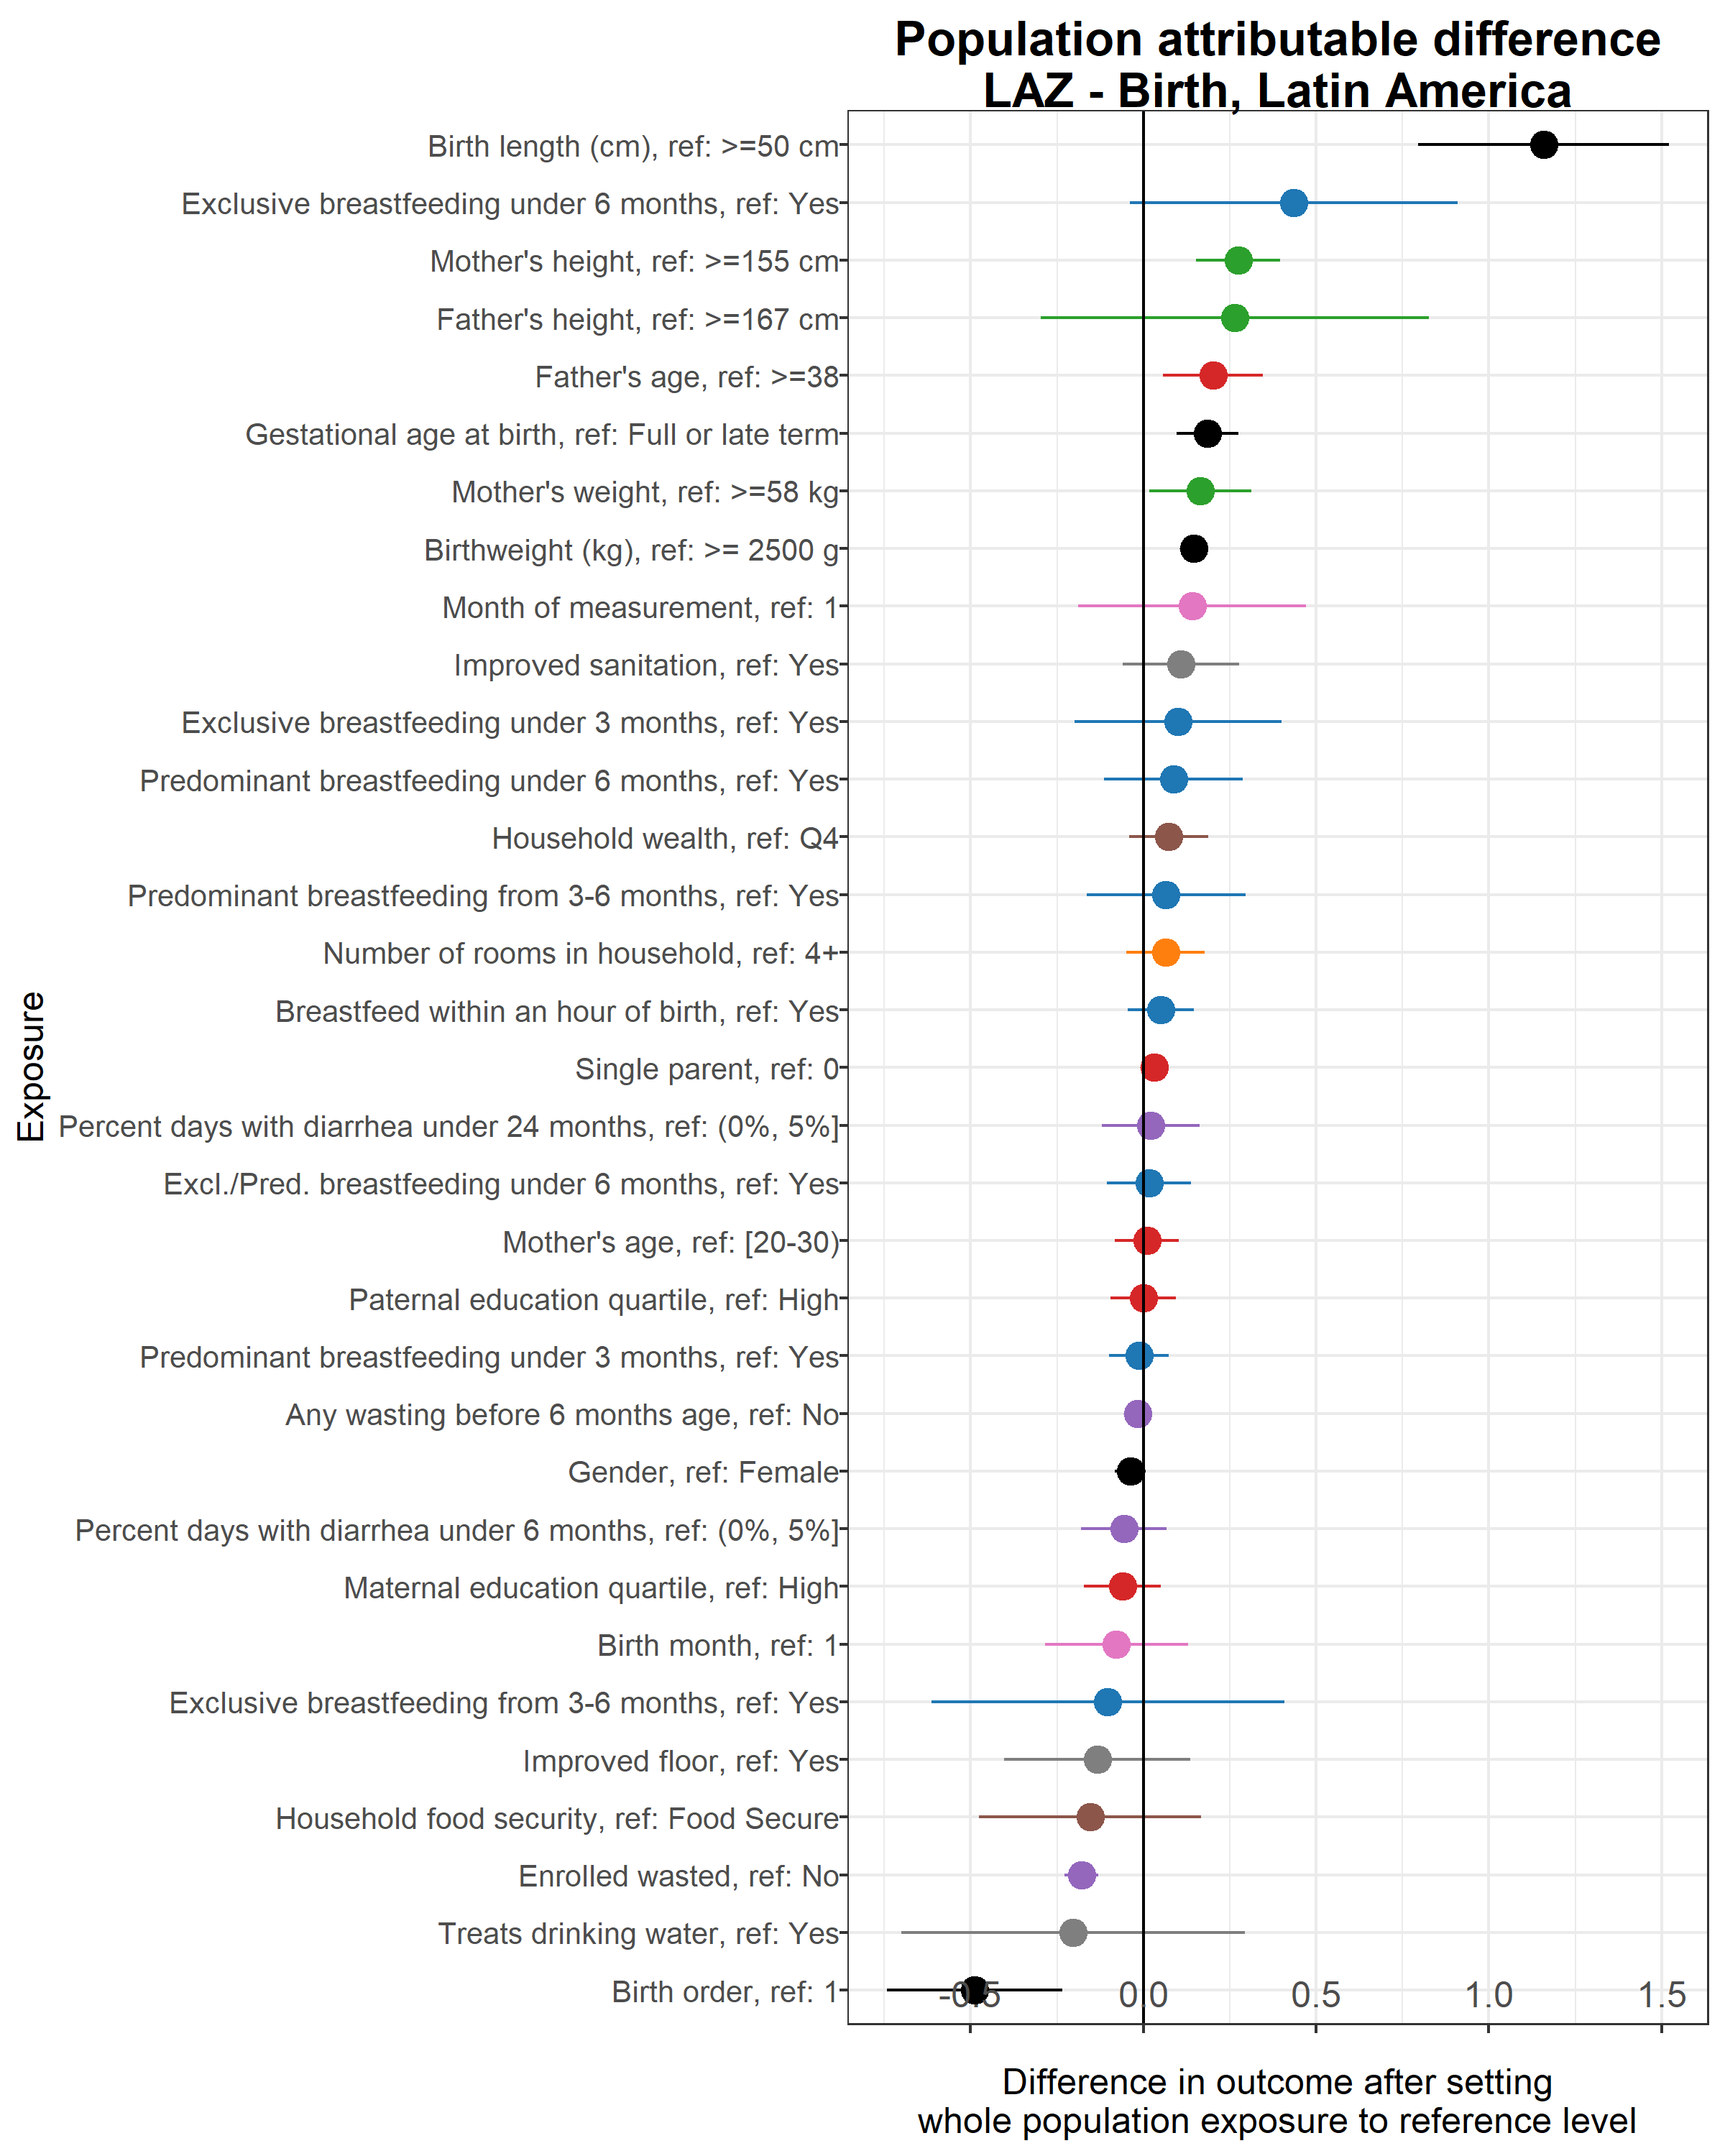 Population attributable difference
LAZ - Birth, Latin America
Birth length (cm), ref: >=50 cm
Exclusive breastfeeding under 6 months, ref: Yes
Mother's height, ref: >=155 cm
Father's height, ref: >=167 cm
Father's age, ref: >=38
Gestational age at birth, ref: Full or late term
Mother's weight, ref: >=58 kg
Birthweight (kg), ref: >= 2500 g
Month of measurement, ref: 1
Improved sanitation, ref: Yes
Exclusive breastfeeding under 3 months, ref: Yes
Predominant breastfeeding under 6 months, ref: Yes
Household wealth, ref: Q4
Predominant breastfeeding from 3-6 months, ref: Yes
Number of rooms in household, ref: 4+
Breastfeed within an hour of birth, ref: Yes
Single parent, ref: 0
Percent days with diarrhea under 24 months, ref: (0%, 5%]
Excl./Pred. breastfeeding under 6 months, ref: Yes
Mother's age, ref: [20-30)
Paternal education quartile, ref: High
Predominant breastfeeding under 3 months, ref: Yes
Any wasting before 6 months age, ref: No
Gender, ref: Female
Percent days with diarrhea under 6 months, ref: (0%, 5%]
Maternal education quartile, ref: High
Birth month, ref: 1
Exclusive breastfeeding from 3-6 months, ref: Yes
Improved floor, ref: Yes
Household food security, ref: Food Secure
Enrolled wasted, ref: No
Treats drinking water, ref: Yes
Birth order, ref: 1
Exposure
-0.5 0.0 0.5 1.0 1.5
Difference in outcome after setting
whole population exposure to reference level